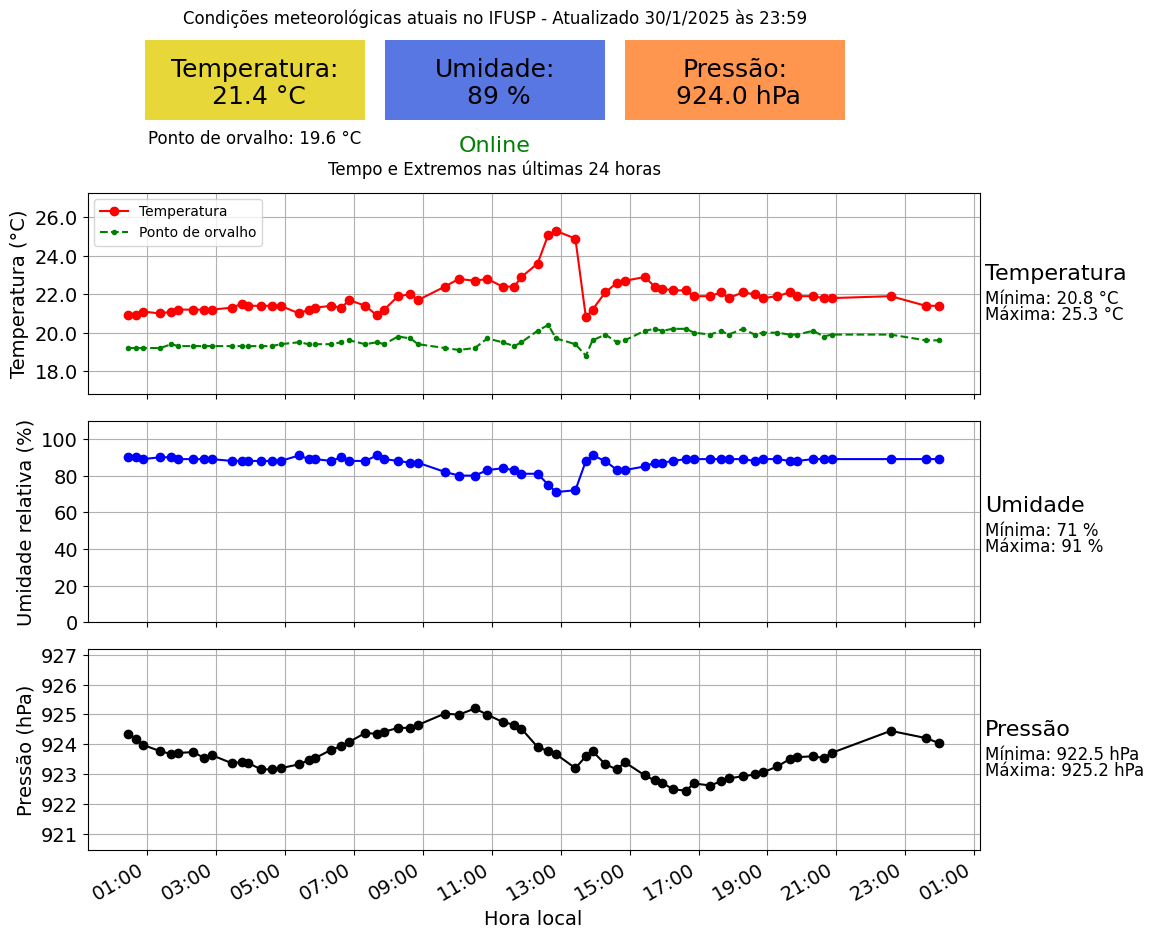 Condições meteorológicas atuais no IFUSP - Atualizado 30/1/2025 às 23:59
Temperatura:
21.4 °C
Umidade:
89 %
Pressão:
924.0 hPa
Ponto de orvalho: 19.6 °C
Online
Tempo e Extremos nas últimas 24 horas
Temperatura (°C)
26.0
24.0
22.0
20.0
18.0
Temperatura
Ponto de orvalho
Temperatura
Mínima: 20.8 °C
Máxima: 25.3 °C
Umidade relativa (%)
100
80
60
40
20
0
Umidade
Mínima: 71 %
Máxima: 91 %
Pressão (hPa)
927
926
925
924
923
922
921
Pressão
Mínima: 922.5 hPa
Máxima: 925.2 hPa
01:00 03:00 05:00 07:00 09:00 11:00 13:00 15:00 17:00 19:00 21:00 23:00 01:00
Hora local